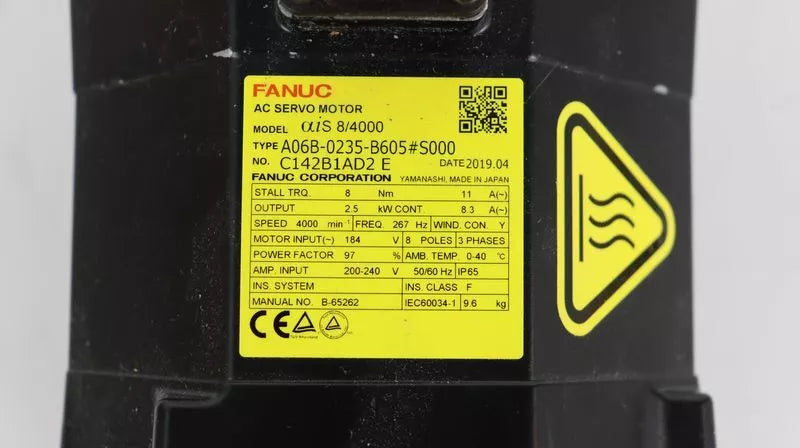 FANUC
AC SERVO MOTOR
MODEL αiS 8/4000
TYPE A06B-0235-B605#S000
NO. C142B1AD2 E DATE 2019.04
FANUC CORPORATION YAMANASHI, MADE IN JAPAN
STALL TRQ. 8 Nm 11 A(~)
OUTPUT 2.5 kW CONT. 8.3 A(~)
SPEED 4000 min⁻¹ FREQ. 267 Hz WIND. CON. Y
MOTOR INPUT(~) 184 V 8 POLES 3 PHASES
POWER FACTOR 97 % AMB. TEMP. 0-40 ℃
AMP. INPUT 200-240 V 50/60 Hz IP65
INS. SYSTEM INS. CLASS F
MANUAL NO. B-65262 IEC60034-1 9.6 kg
CE